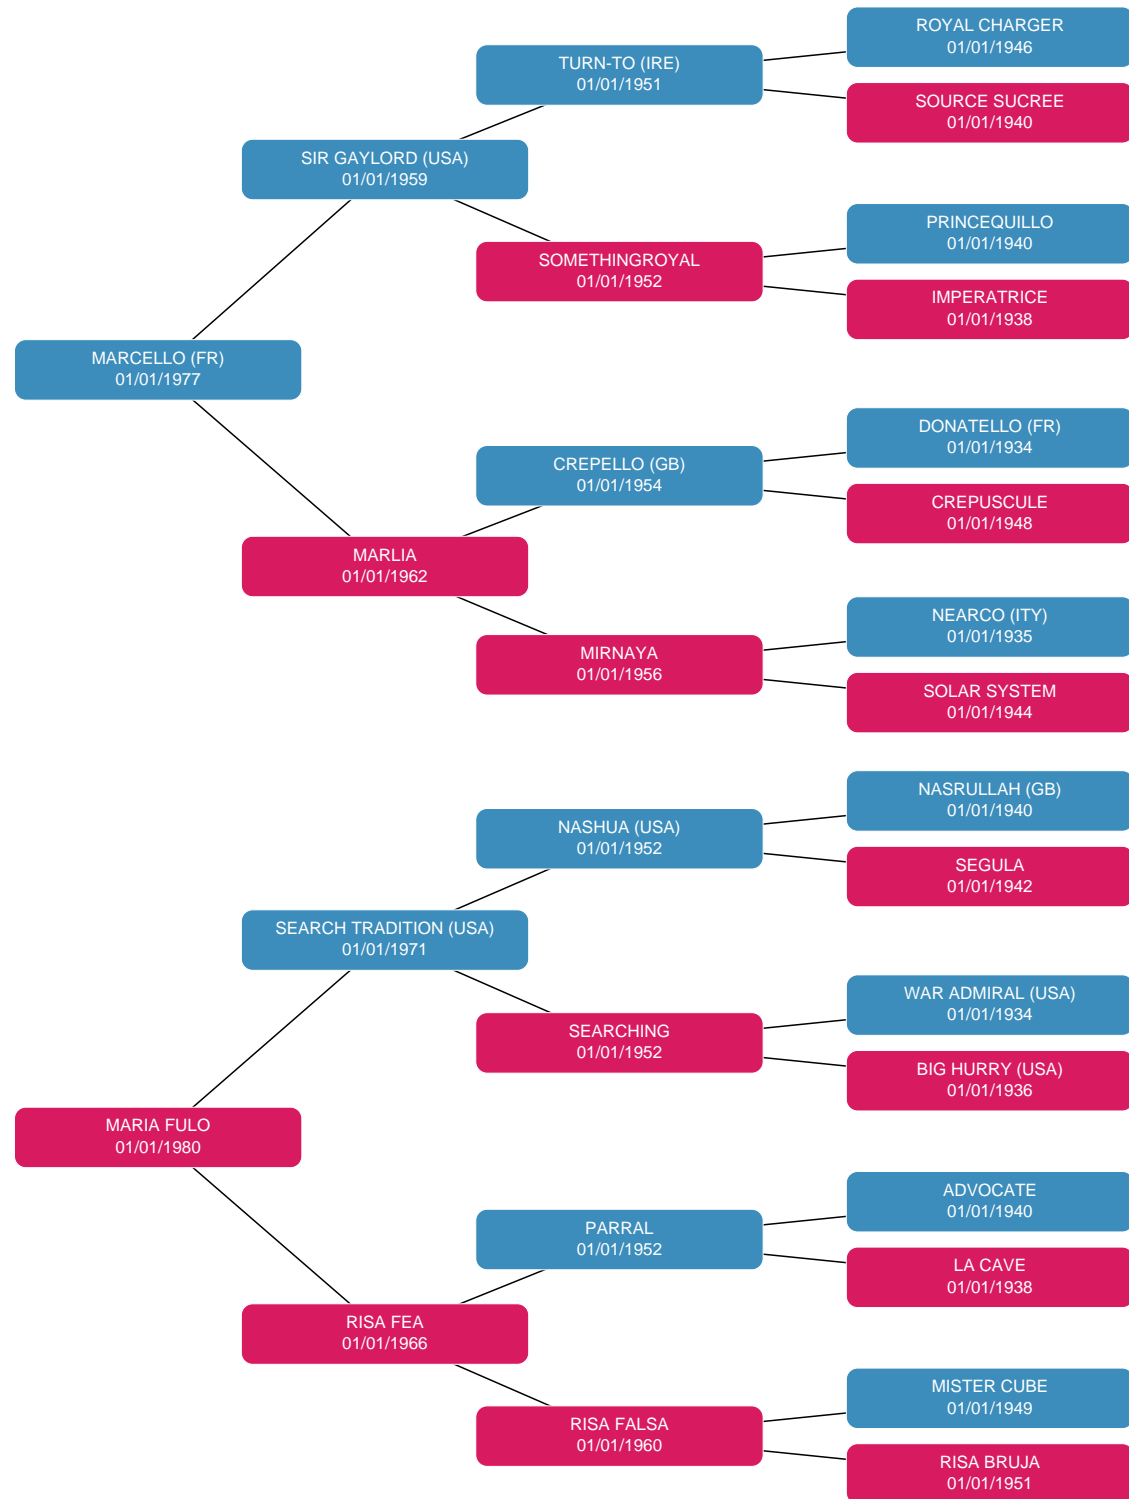 ROYAL CHARGER
01/01/1946
TURN-TO (IRE)
01/01/1951
SOURCE SUCREE
01/01/1940
SIR GAYLORD (USA)
01/01/1959
PRINCEQUILLO
01/01/1940
SOMETHINGROYAL
01/01/1952
IMPERATRICE
01/01/1938
MARCELLO (FR)
01/01/1977
DONATELLO (FR)
01/01/1934
CREPELLO (GB)
01/01/1954
CREPUSCULE
01/01/1948
MARLIA
01/01/1962
NEARCO (ITY)
01/01/1935
MIRNAYA
01/01/1956
SOLAR SYSTEM
01/01/1944
NASRULLAH (GB)
01/01/1940
NASHUA (USA)
01/01/1952
SEGULA
01/01/1942
SEARCH TRADITION (USA)
01/01/1971
WAR ADMIRAL (USA)
01/01/1934
SEARCHING
01/01/1952
BIG HURRY (USA)
01/01/1936
MARIA FULO
01/01/1980
ADVOCATE
01/01/1940
PARRAL
01/01/1952
LA CAVE
01/01/1938
RISA FEA
01/01/1966
MISTER CUBE
01/01/1949
RISA FALSA
01/01/1960
RISA BRUJA
01/01/1951